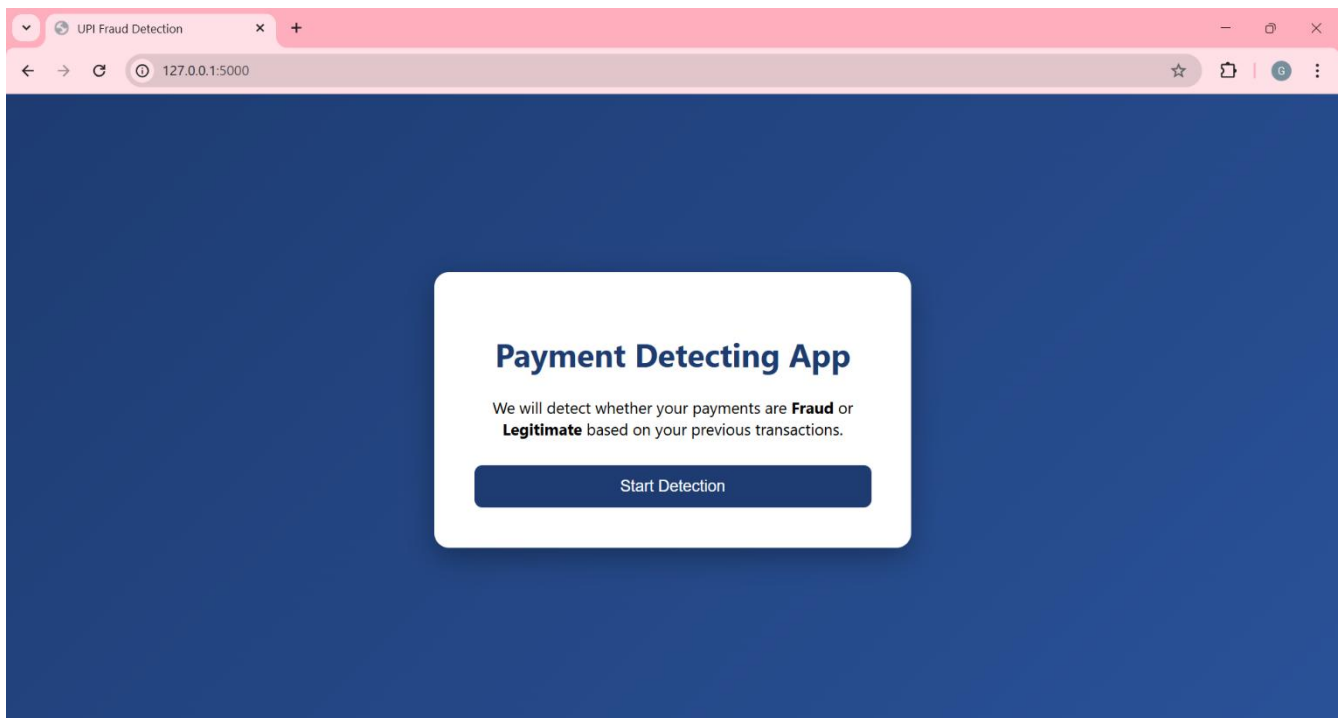 UPI Fraud Detection
127.0.0.1:5000
G
Payment Detecting App
We will detect whether your payments are Fraud or
Legitimate based on your previous transactions.
Start Detection